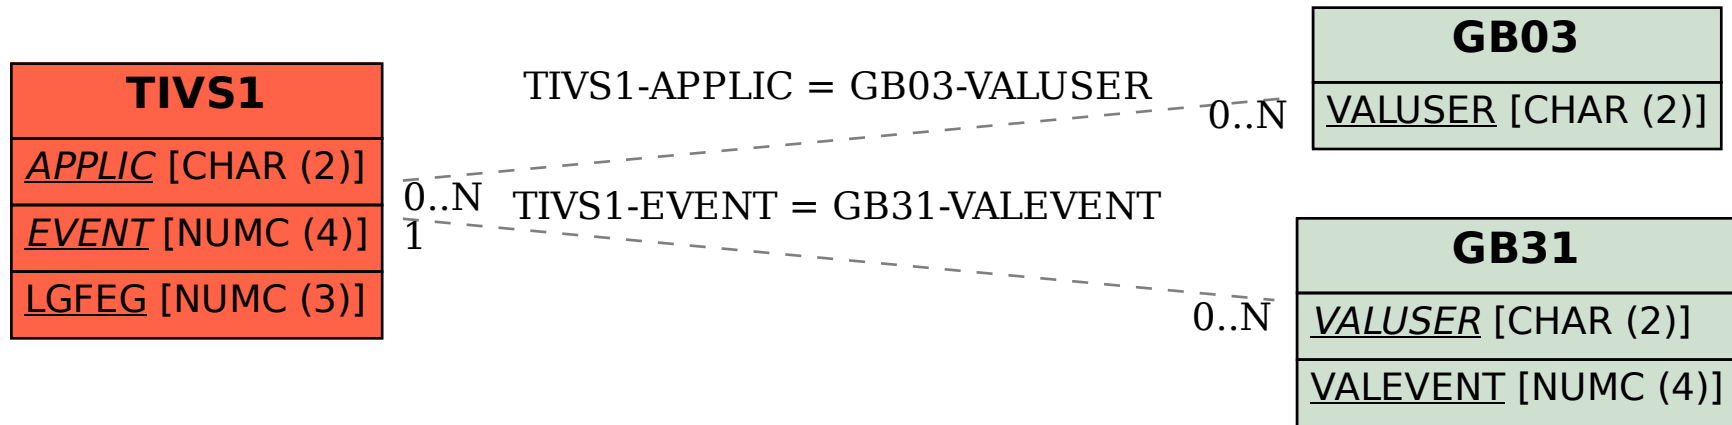 TIVS1
APPLIC [CHAR (2)]
EVENT [NUMC (4)]
LGFEG [NUMC (3)]
TIVS1-APPLIC = GB03-VALUSER
0..N
0..N
TIVS1-EVENT = GB31-VALEVENT
1
0..N
GB03
VALUSER [CHAR (2)]
GB31
VALUSER [CHAR (2)]
VALEVENT [NUMC (4)]